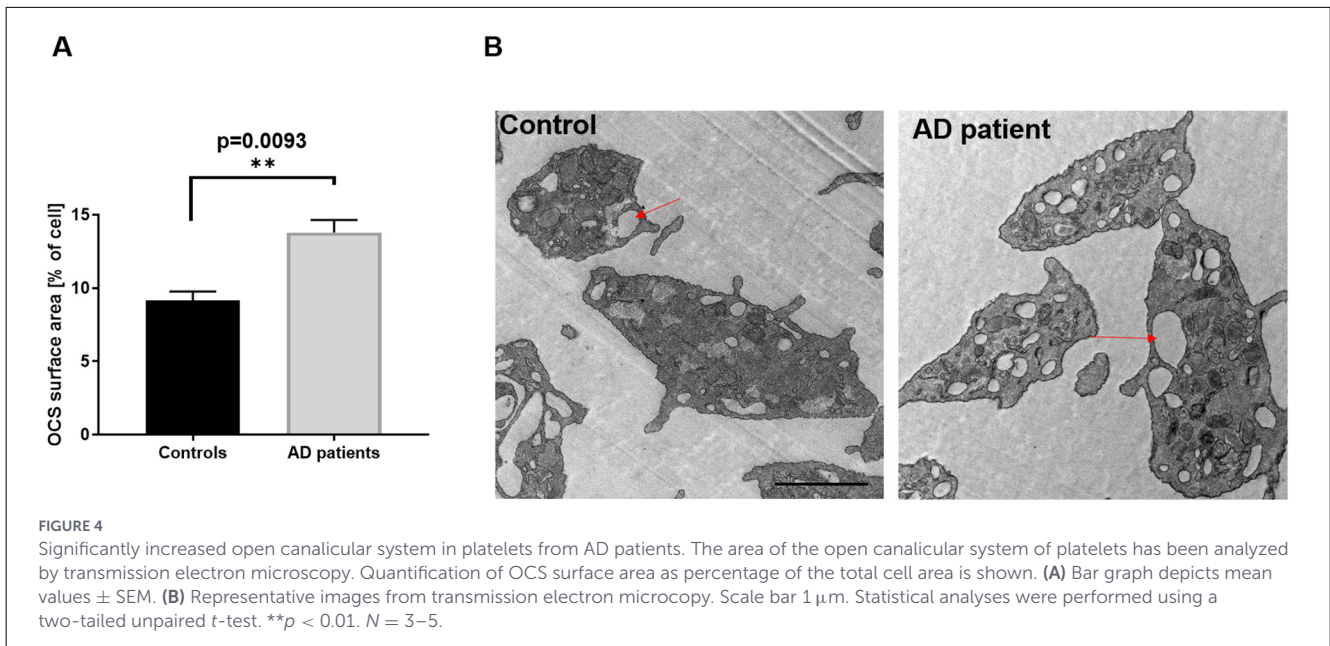 A
B
p=0.0093
**
OCS surface area [% of cell]
15
10
5
0
Controls
AD patients
Control
AD patient
FIGURE 4
Significantly increased open canalicular system in platelets from AD patients. The area of the open canalicular system of platelets has been analyzed
by transmission electron microscopy. Quantification of OCS surface area as percentage of the total cell area is shown. (A) Bar graph depicts mean
values ± SEM. (B) Representative images from transmission electron microcopy. Scale bar 1 μm. Statistical analyses were performed using a
two-tailed unpaired t-test. **p < 0.01. N = 3–5.